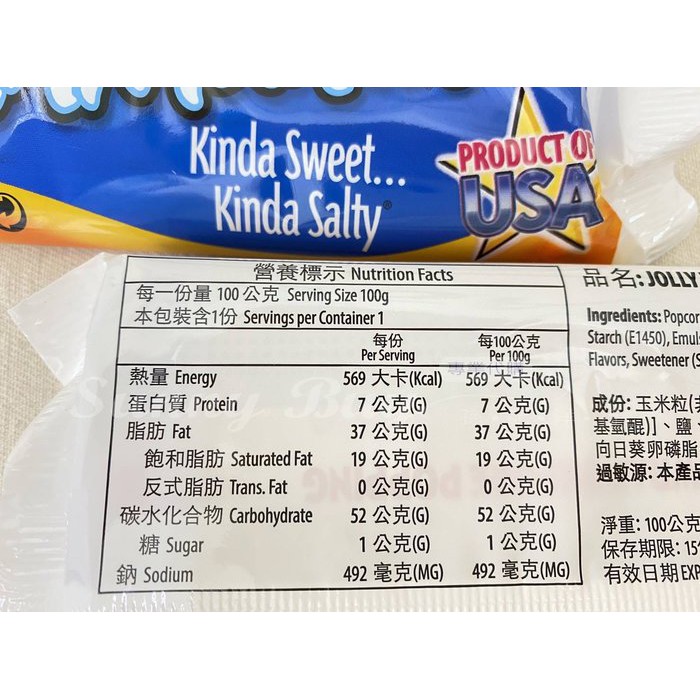 Kinda Sweet...
Kinda Salty®
PRODUCT OF
USA
營養標示 Nutrition Facts
每一份量 100 公克 Serving Size 100g
本包裝含1份 Servings per Container 1
每份 每100公克
Per Serving Per 100g
熱量 Energy 569 大卡(Kcal) 569 大卡(Kcal)
蛋白質 Protein 7 公克(G) 7 公克(G)
脂肪 Fat 37 公克(G) 37 公克(G)
飽和脂肪 Saturated Fat 19 公克(G) 19 公克(G)
反式脂肪 Trans. Fat 0 公克(G) 0 公克(G)
碳水化合物 Carbohydrate 52 公克(G) 52 公克(G)
糖 Sugar 1 公克(G) 1 公克(G)
鈉 Sodium 492 毫克(MG) 492 毫克(MG)
品名: JOLLY
Ingredients: Popcor
Starch (E1450), Emul
Flavors, Sweetener (S
成份: 玉米粒(
基氫醌)]、鹽、
向日葵卵磷脂
過敏源: 本產品
淨重: 100公克
保存期限: 15
有效日期 EXP